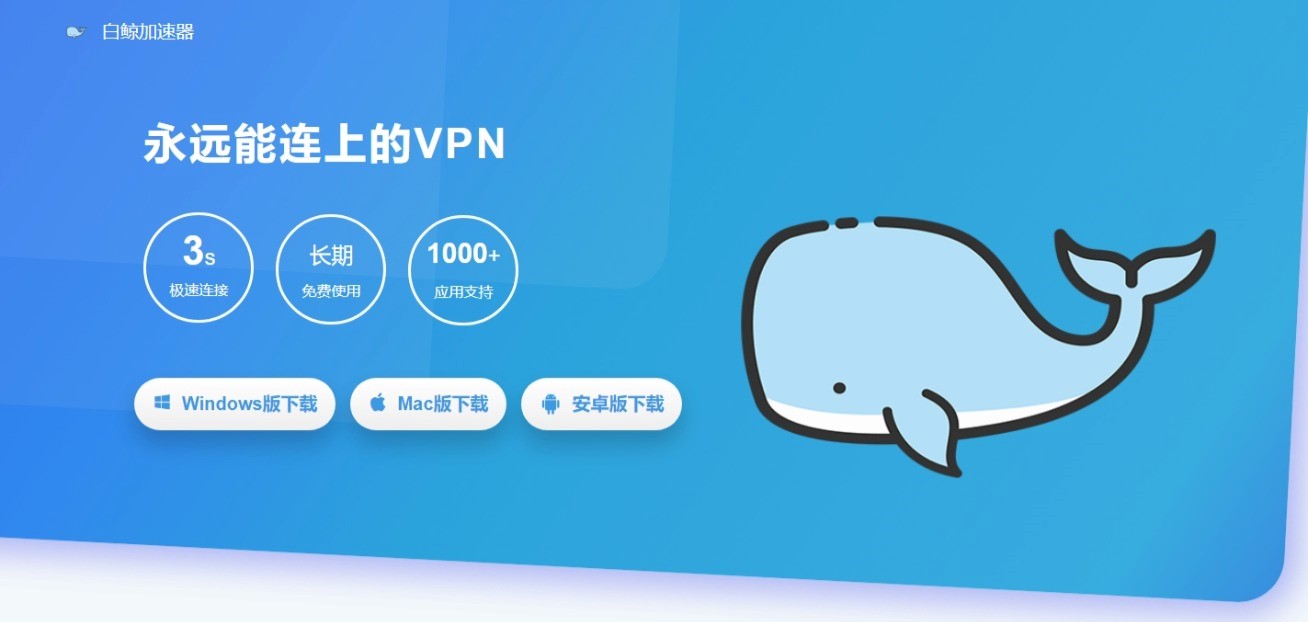 白鲸加速器
永远能连上的VPN
3s
极速连接
长期
免费使用
1000+
应用支持
Windows版下载
Mac版下载
安卓版下载